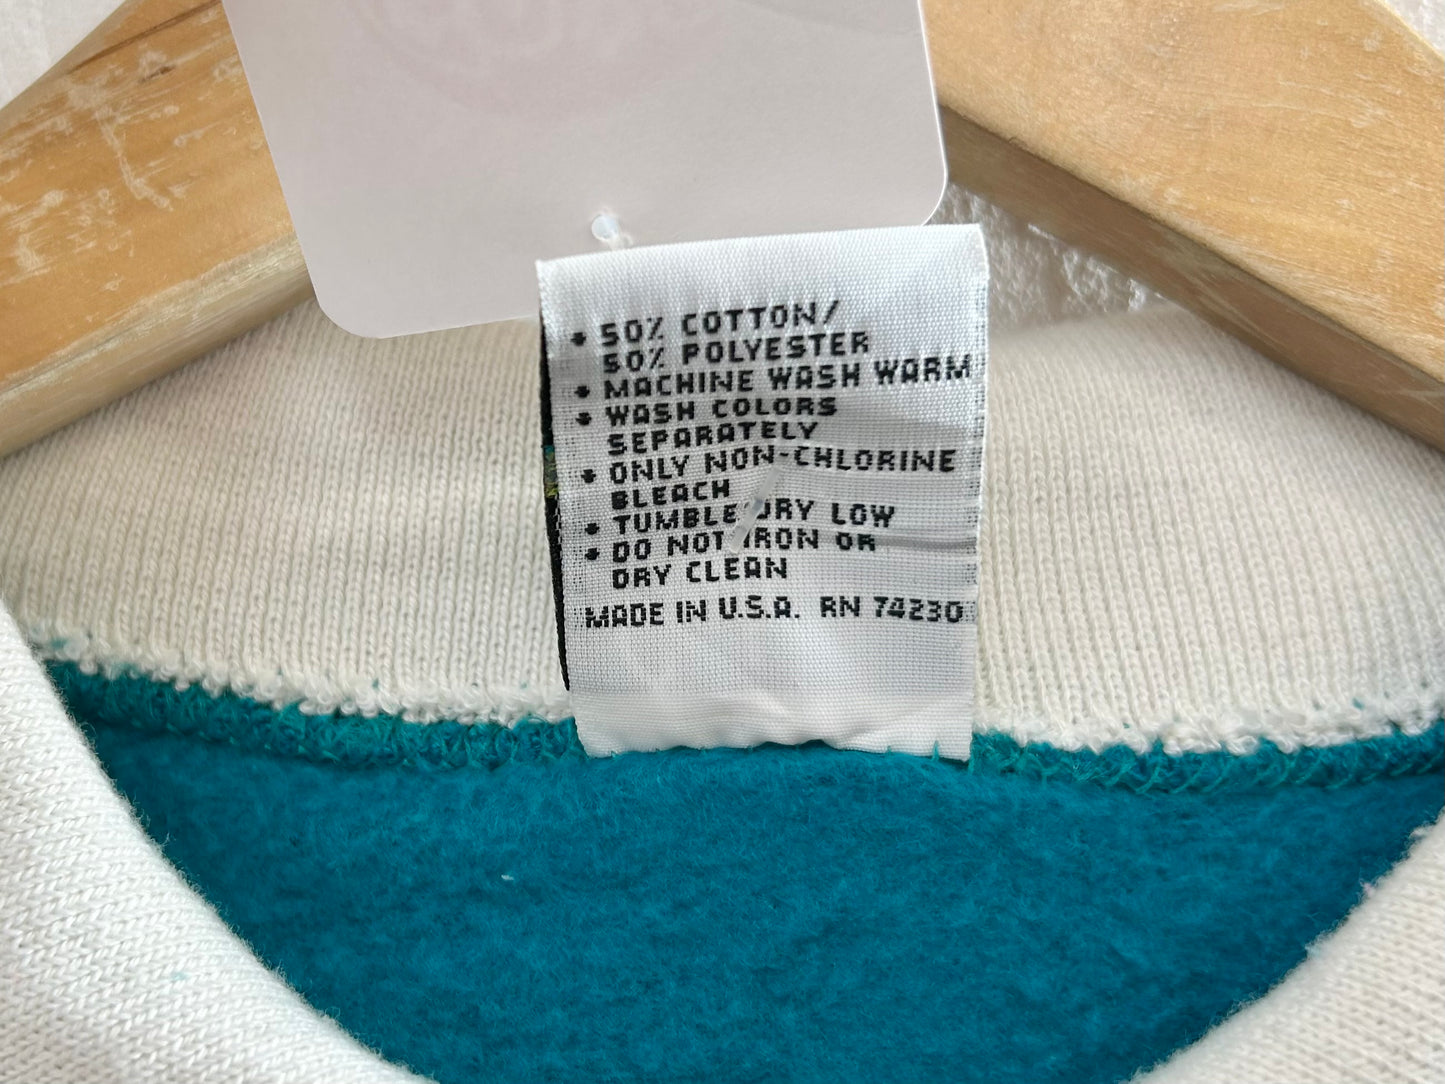 • 50% COTTON/
50% POLYESTER
• MACHINE WASH WARM
• WASH COLORS
SEPARATELY
• ONLY NON-CHLORINE
BLEACH
• TUMBLE DRY LOW
• DO NOT IRON OR
DRY CLEAN
MADE IN U.S.A. RN 74230